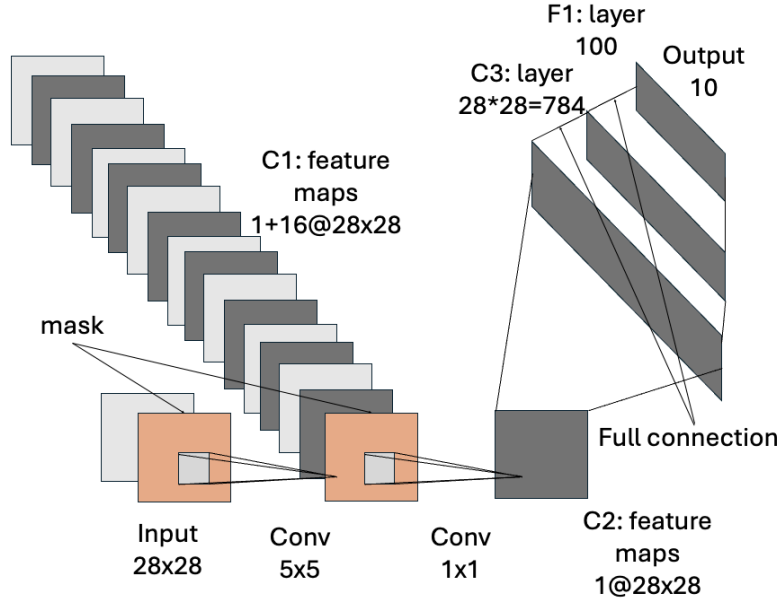 F1: layer
100
Output
10
C3: layer
28*28=784
C1: feature
maps
1+16@28x28
mask
Full connection
Input
28x28
Conv
5x5
Conv
1x1
C2: feature
maps
1@28x28